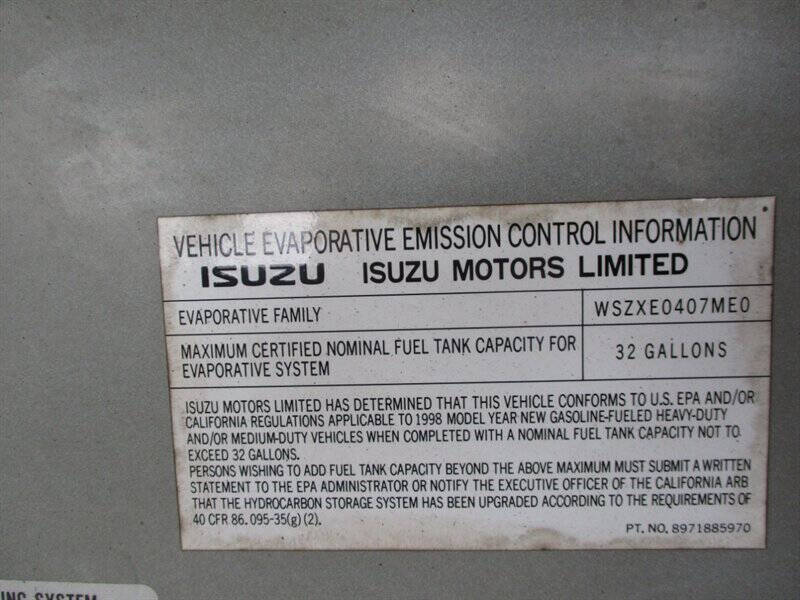 VEHICLE EVAPORATIVE EMISSION CONTROL INFORMATION
ISUZU ISUZU MOTORS LIMITED
EVAPORATIVE FAMILY WSZXE0407ME0
MAXIMUM CERTIFIED NOMINAL FUEL TANK CAPACITY FOR
EVAPORATIVE SYSTEM
32 GALLONS
ISUZU MOTORS LIMITED HAS DETERMINED THAT THIS VEHICLE CONFORMS TO U.S. EPA AND/OR
CALIFORNIA REGULATIONS APPLICABLE TO 1998 MODEL YEAR NEW GASOLINE-FUELED HEAVY-DUTY
AND/OR MEDIUM-DUTY VEHICLES WHEN COMPLETED WITH A NOMINAL FUEL TANK CAPACITY NOT TO
EXCEED 32 GALLONS.
PERSONS WISHING TO ADD FUEL TANK CAPACITY BEYOND THE ABOVE MAXIMUM MUST SUBMIT A WRITTEN
STATEMENT TO THE EPA ADMINISTRATOR OR NOTIFY THE EXECUTIVE OFFICER OF THE CALIFORNIA ARB
THAT THE HYDROCARBON STORAGE SYSTEM HAS BEEN UPGRADED ACCORDING TO THE REQUIREMENTS OF
40 CFR 86.095-35(g)(2).
PT. NO. 8971885970
SYSTEM